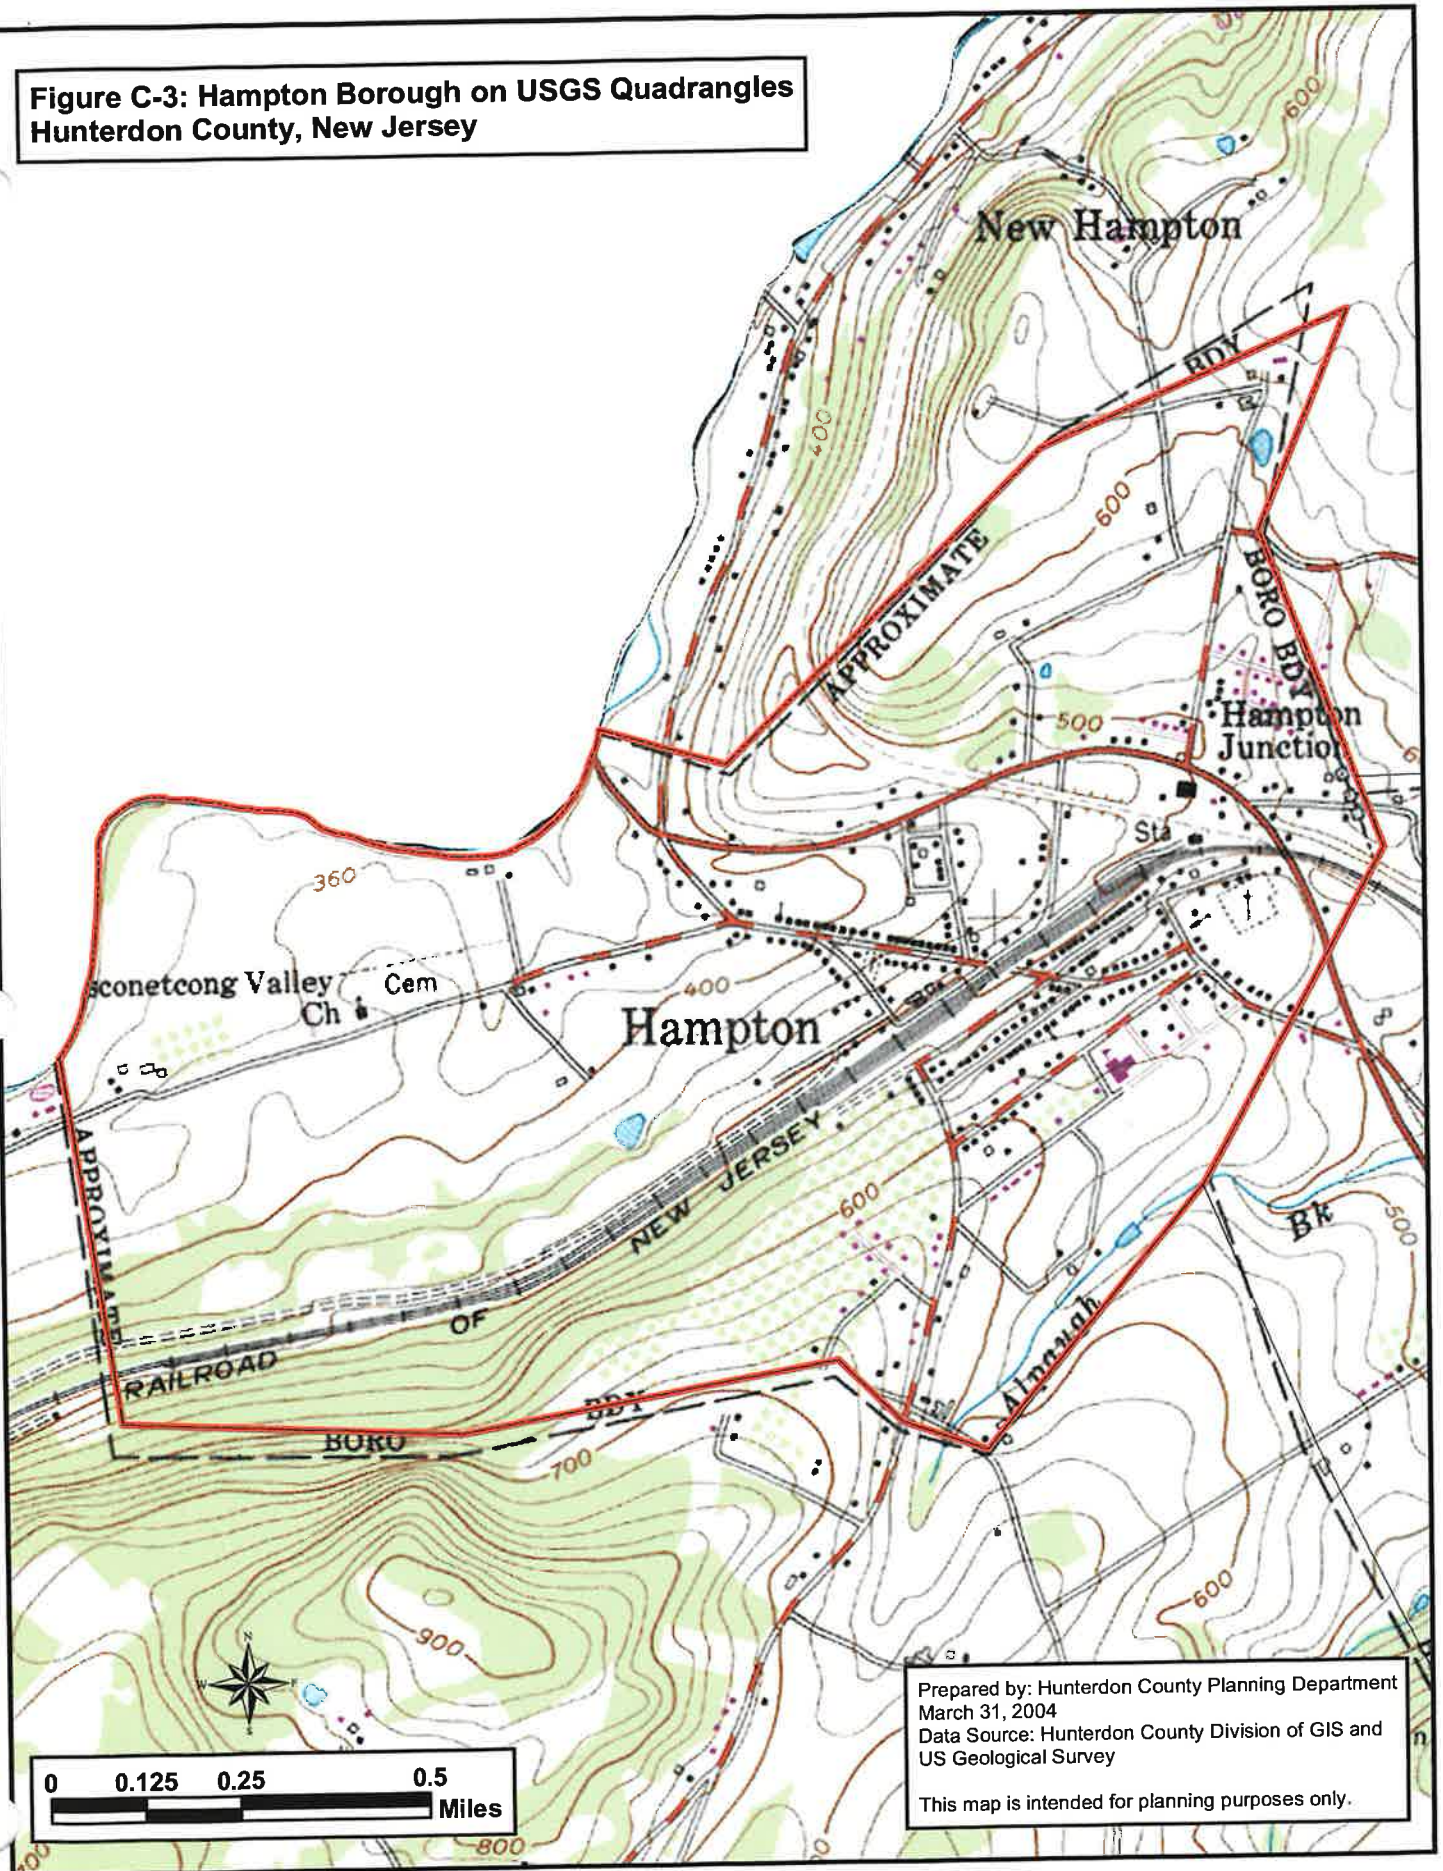 Figure C-3: Hampton Borough on USGS Quadrangles
Hunterdon County, New Jersey
600
New Hampton
BDY
400
600
APPROXIMATE
BORO BDY
500
Hampton
Junction
Sta
360
sconetcong Valley
Ch
Cem
400
Hampton
APPROXIMATE
NEW JERSEY
600
Bk
500
OF
RAILROAD
Alpaugh
BDY
BORO
700
900
600
N
W
E
S
Prepared by: Hunterdon County Planning Department
March 31, 2004
Data Source: Hunterdon County Division of GIS and
US Geological Survey
This map is intended for planning purposes only.
0 0.125 0.25 0.5
Miles
800